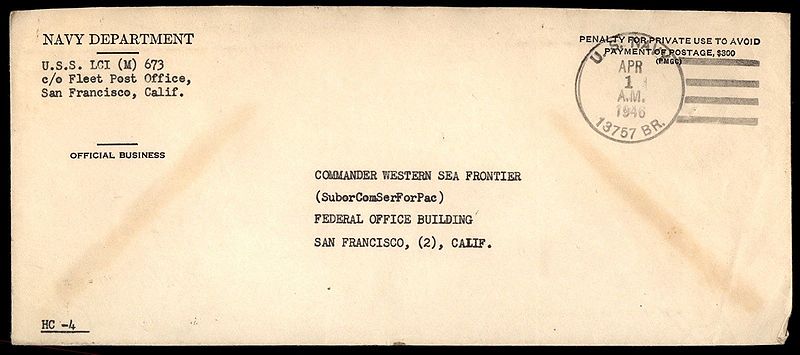 NAVY DEPARTMENT
U.S.S. LCI (M) 673
c/o Fleet Post Office,
San Francisco, Calif.
OFFICIAL BUSINESS
PENALTY FOR PRIVATE USE TO AVOID
PAYMENT OF POSTAGE, $300
(PMGC)
U.S. NAVY
APR
1
A.M.
1946
13757 BR.
COMMANDER WESTERN SEA FRONTIER
(SuborComSerForPac)
FEDERAL OFFICE BUILDING
SAN FRANCISCO, (2), CALIF.
HC -4